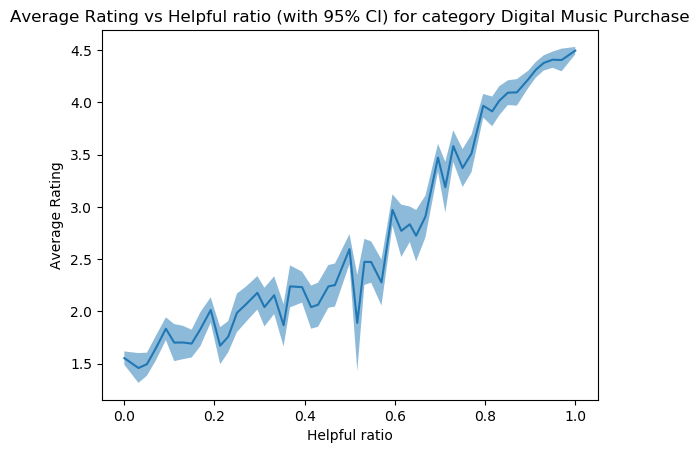 Average Rating vs Helpful ratio (with 95% CI) for category Digital Music Purchase
4.5
4.0
3.5
3.0
2.5
2.0
1.5
Average Rating
0.0 0.2 0.4 0.6 0.8 1.0
Helpful ratio